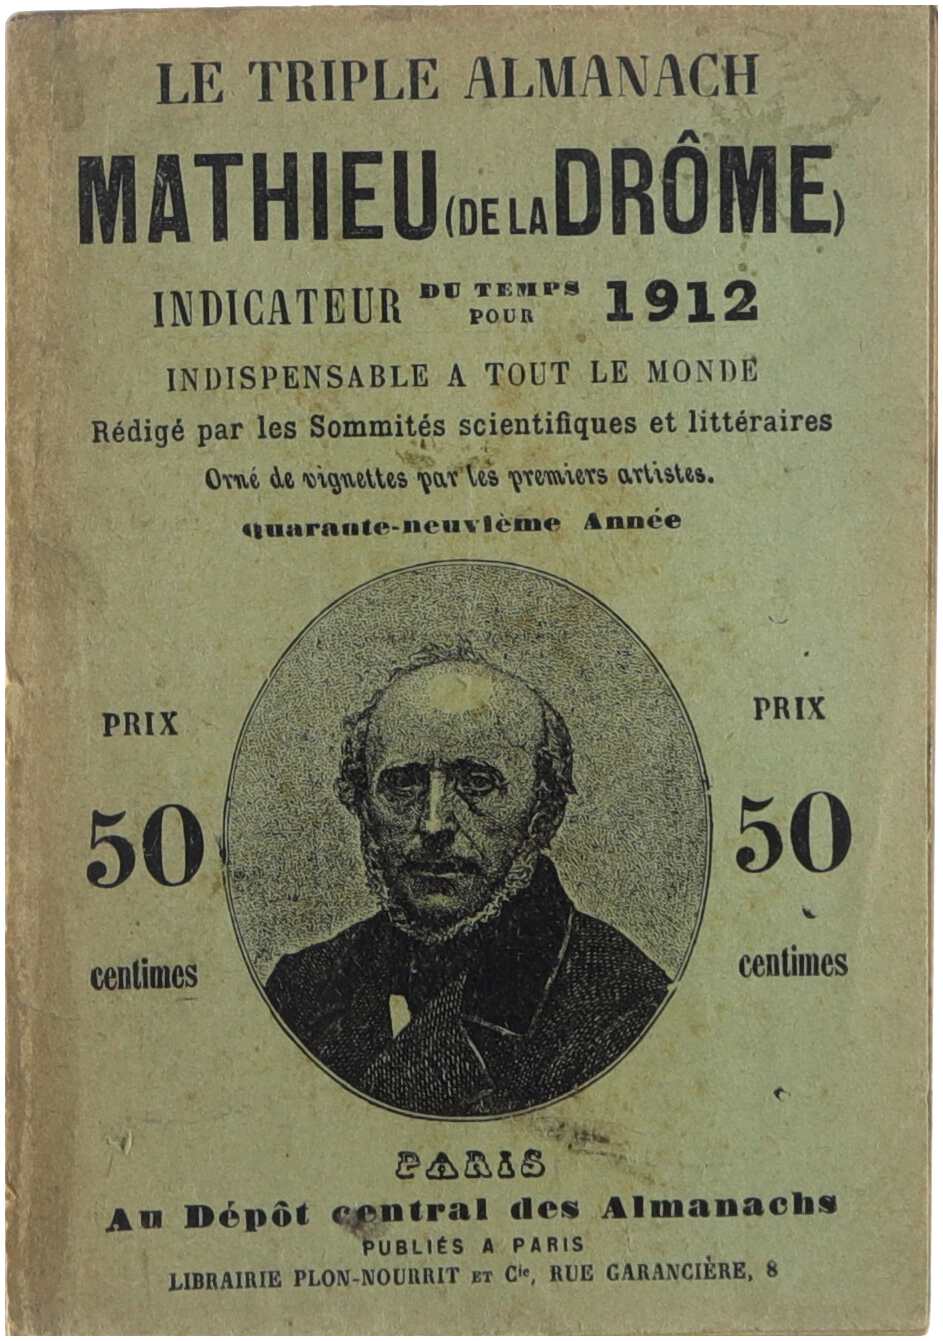 LE TRIPLE ALMANACH
MATHIEU (DE LA DRÔME)
INDICATEUR DU TEMPS POUR 1912
INDISPENSABLE A TOUT LE MONDE
Rédigé par les Sommités scientifiques et littéraires
Orné de vignettes par les premiers artistes.
Quarante-neuvième Année
PRIX
50
centimes
PRIX
50
centimes
PARIS
Au Dépôt central des Almanachs
PUBLIÉS A PARIS
LIBRAIRIE PLON-NOURRIT ET Cie, RUE GARANCIÈRE, 8